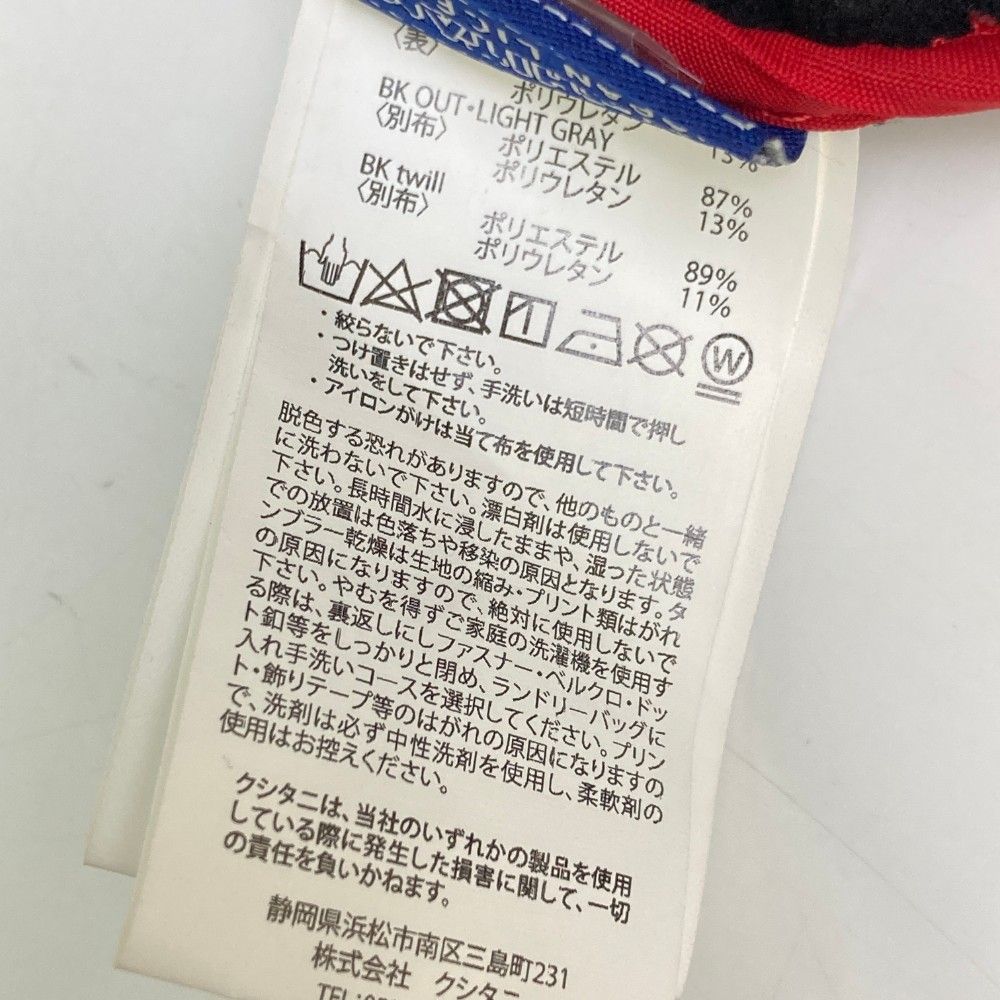 〈表〉
ポリウレタン
13%
BK OUT・LIGHT GRAY
〈別布〉
ポリエステル 87%
ポリウレタン 13%
BK twill
〈別布〉
ポリエステル 89%
ポリウレタン 11%
W
・絞らないで下さい。
・つけ置きはせず、手洗いは短時間で押し
洗いをして下さい。
・アイロンがけは当て布を使用して下さい。
脱色する恐れがありますので、他のものと一緒
に洗わないで下さい。漂白剤は使用しないで
下さい。長時間水に浸したままや、湿った状態
での放置は色落ちや移染の原因となります。タ
ンブラー乾燥は生地の縮み・プリント類はがれ
の原因になりますので、絶対に使用しないで
下さい。やむを得ずご家庭の洗濯機を使用す
る際は、裏返しにしファスナー・ベルクロ・ドッ
ト釦等をしっかりと閉め、ランドリーバッグに
入れ手洗いコースを選択してください。プリン
ト・飾りテープ等のはがれの原因になりますの
で、洗剤は必ず中性洗剤を使用し、柔軟剤の
使用はお控えください。
クシタニは、当社のいずれかの製品を使用
している際に発生した損害に関して、一切
の責任を負いかねます。
静岡県浜松市南区三島町231
株式会社 クシタニ